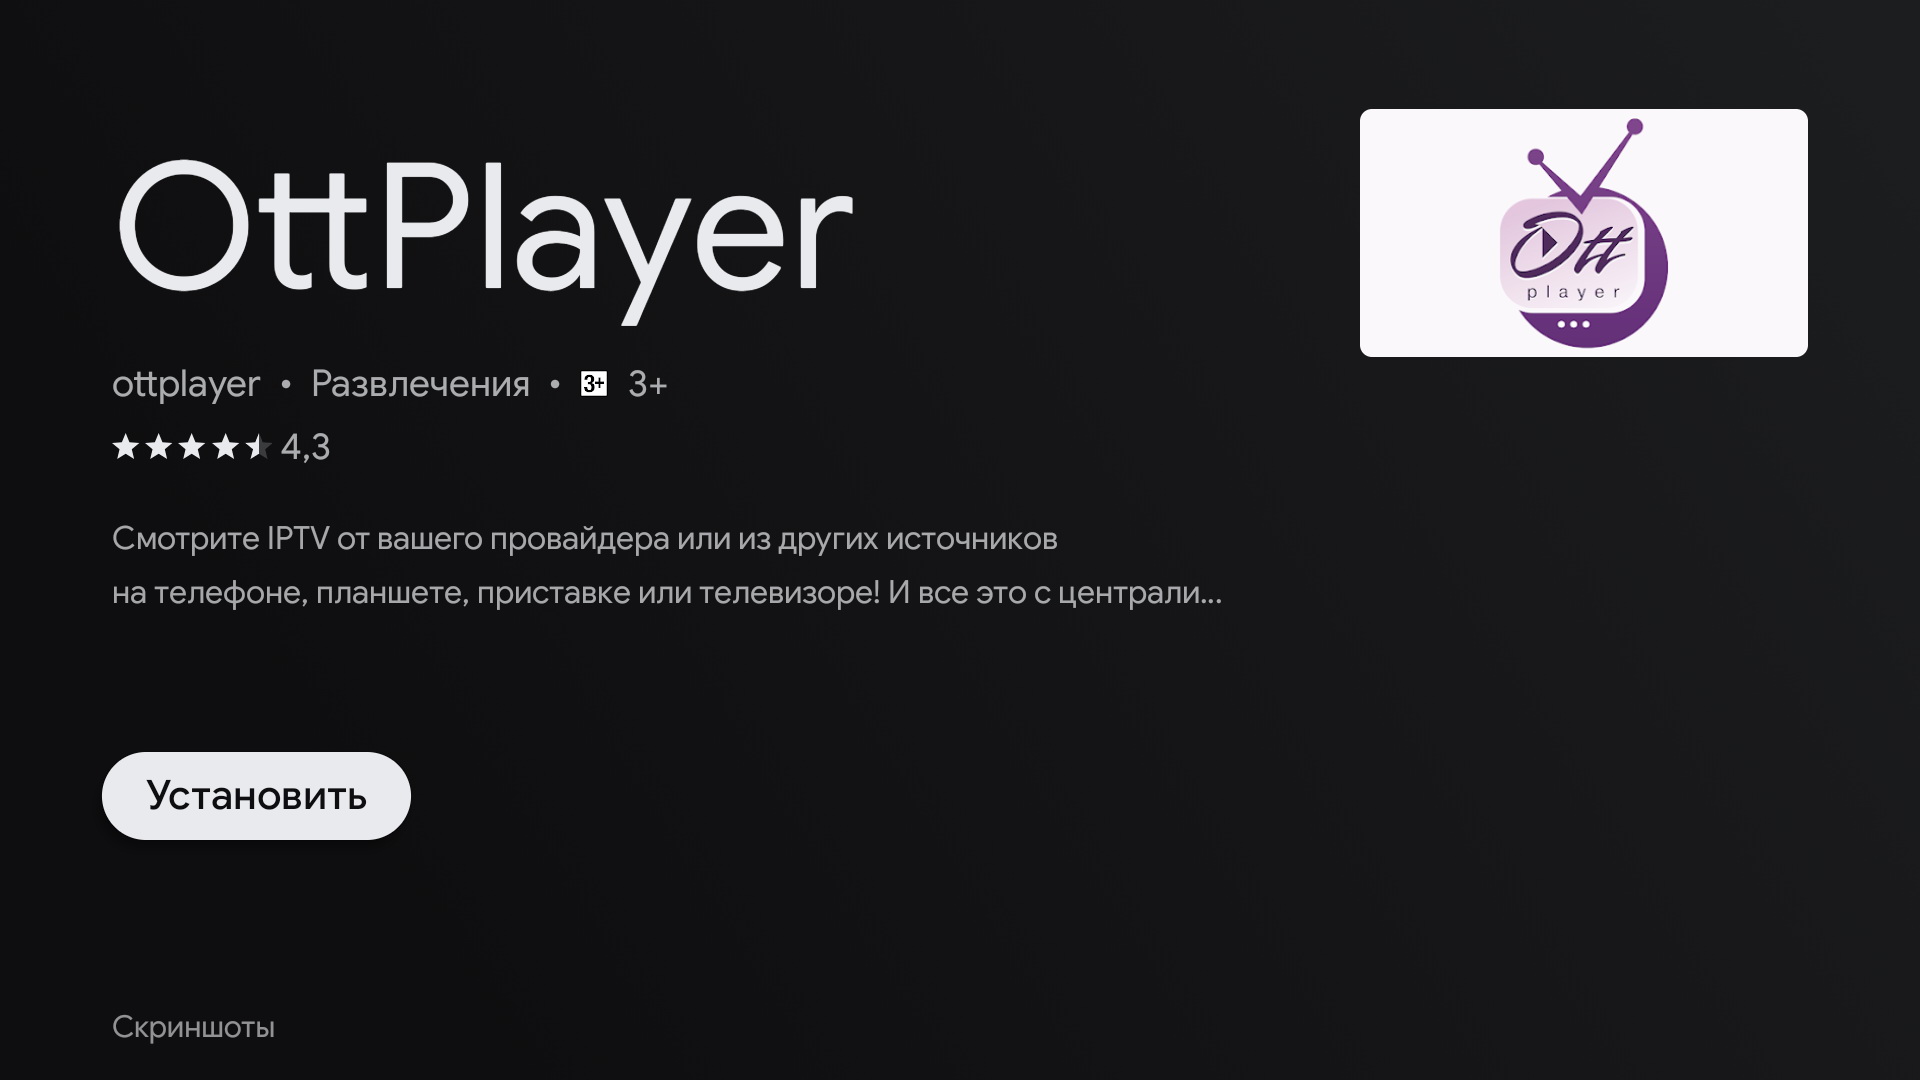 OttPlayer
Ott
player
ottplayer • Развлечения • 3+ 3+
4,3
Смотрите IPTV от вашего провайдера или из других источников
на телефоне, планшете, приставке или телевизоре! И все это с централи...
Установить
Скриншоты